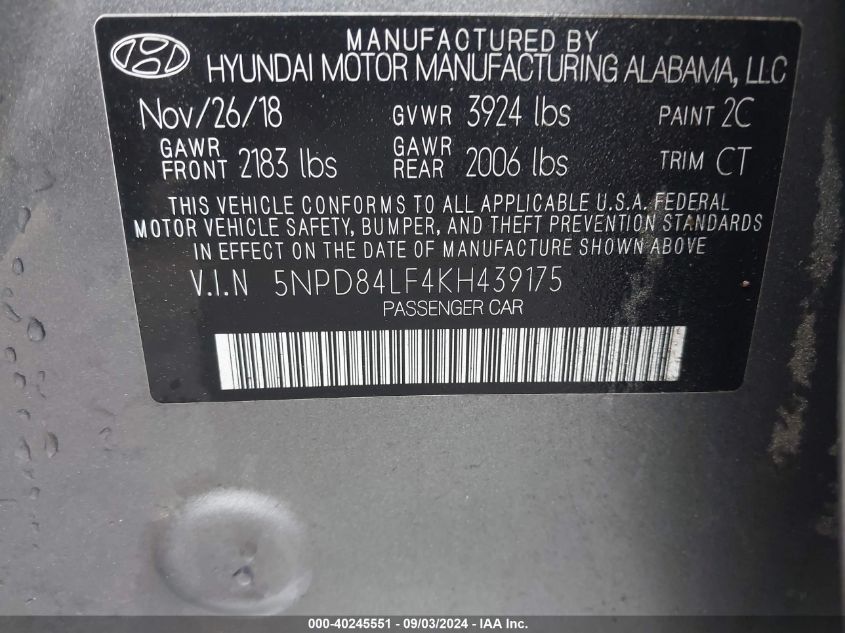 MANUFACTURED BY
HYUNDAI MOTOR MANUFACTURING ALABAMA, LLC
Nov/26/18 GVWR 3924 lbs PAINT 2C
GAWR FRONT 2183 lbs GAWR REAR 2006 lbs TRIM CT
THIS VEHICLE CONFORMS TO ALL APPLICABLE U.S.A. FEDERAL
MOTOR VEHICLE SAFETY, BUMPER, AND THEFT PREVENTION STANDARDS
IN EFFECT ON THE DATE OF MANUFACTURE SHOWN ABOVE
V.I.N 5NPD84LF4KH439175
PASSENGER CAR
000-40245551 - 09/03/2024 - IAA Inc.